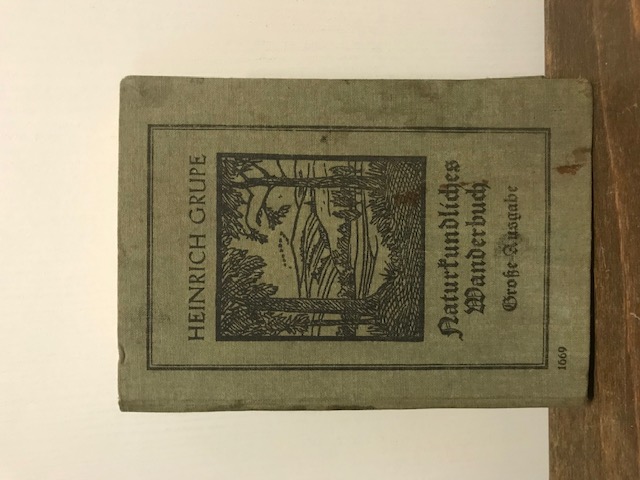 HEINRICH GRUPE
Naturkundliches
Wanderbuch
Große Ausgabe
1669